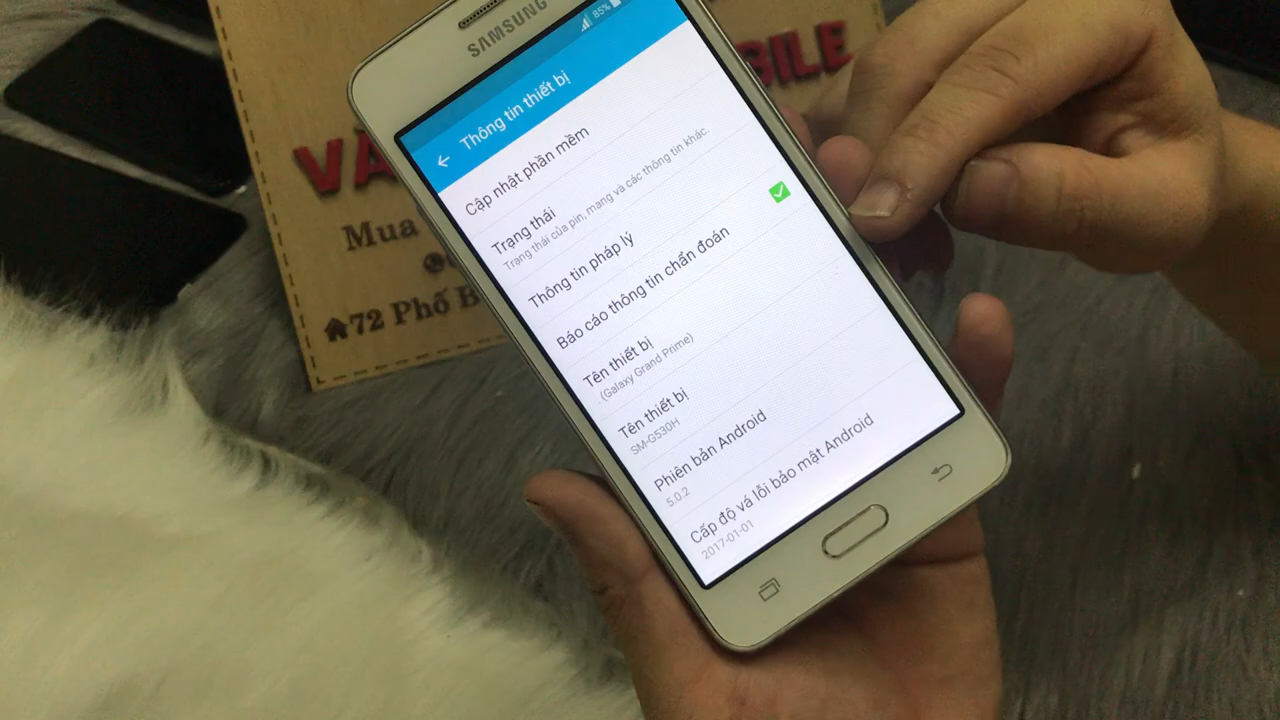 SAMSUNG
85%
Thông tin thiết bị
Cập nhật phần mềm
Trạng thái
Trạng thái của pin, mạng và các thông tin khác.
Thông tin pháp lý
Báo cáo thông tin chẩn đoán
Tên thiết bị
(Galaxy Grand Prime)
Tên thiết bị
SM-G530H
Phiên bản Android
5.0.2
Cấp độ vá lỗi bảo mật Android
2017-01-01
Mua
72 Phố